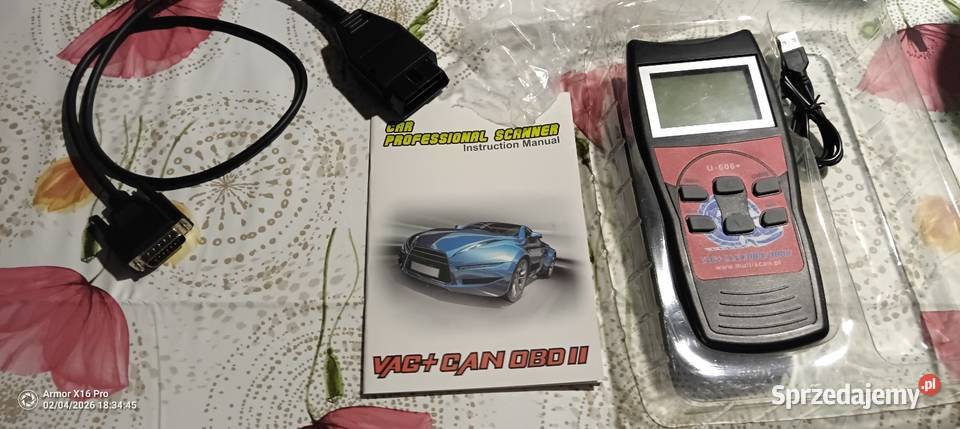 CAR
PROFESSIONAL SCANNER
Instruction Manual
VAG+ CAN OBD II
U-606+
www.multiscan.pl
Armor X16 Pro
02/04/2026 18:34:45
Sprzedajemy.pl